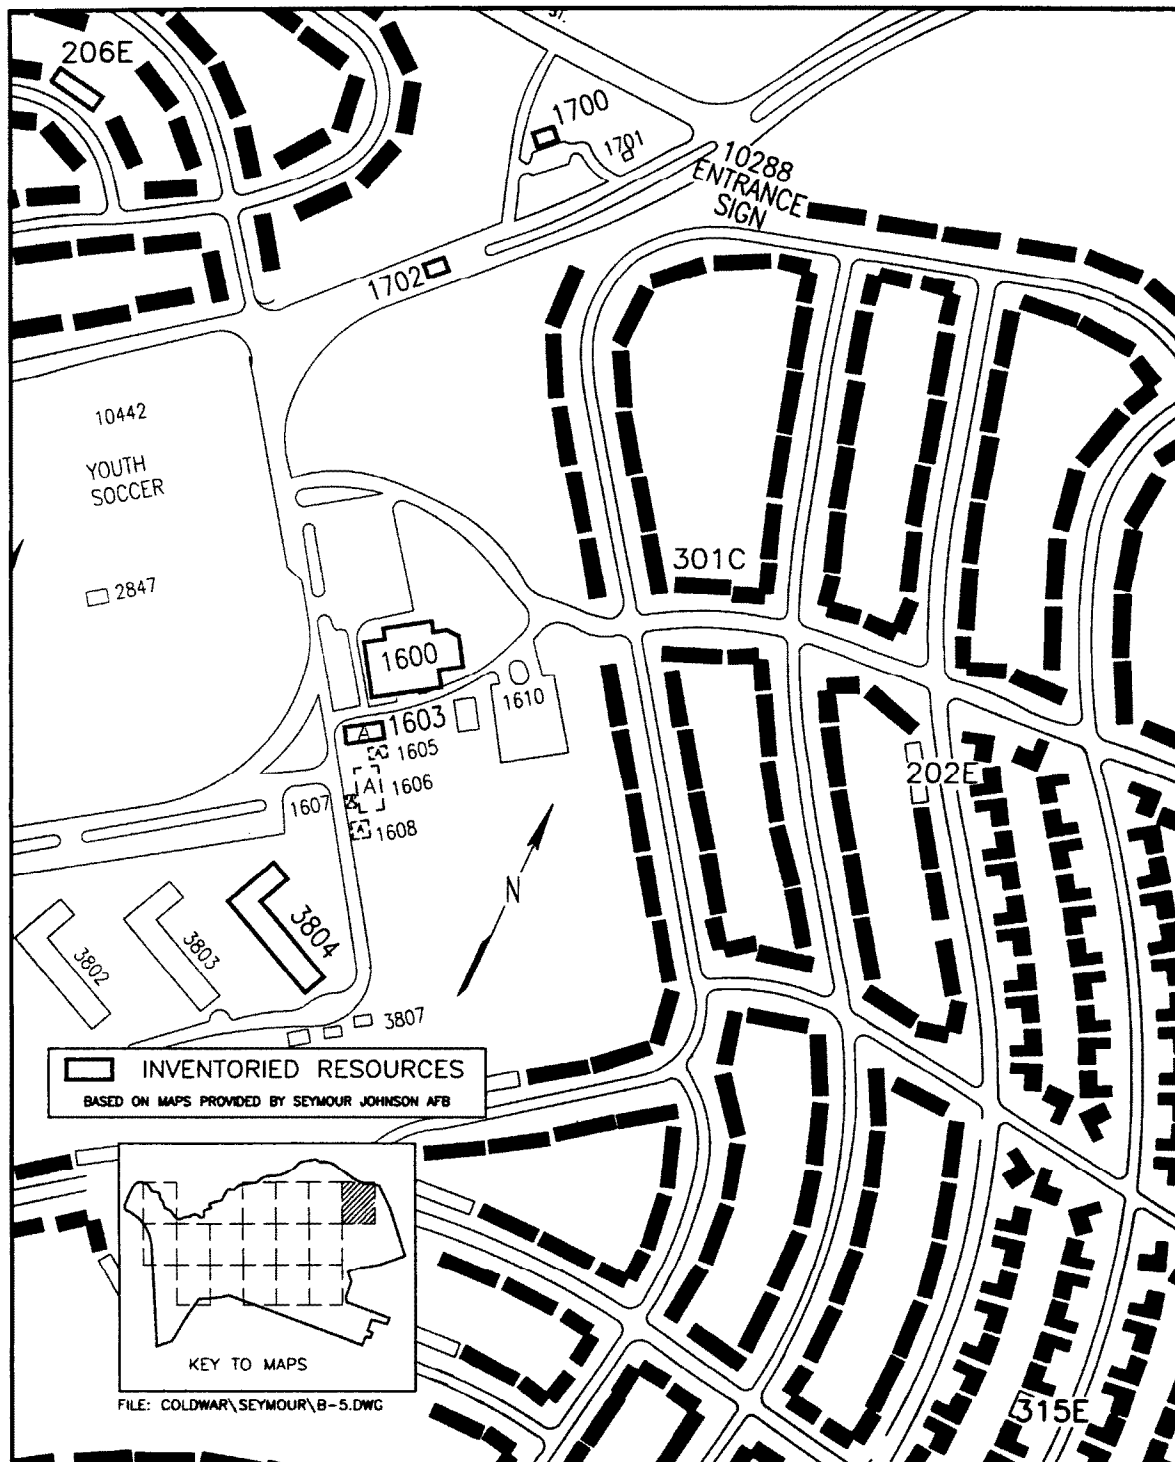 ST.
206E
1700
1701
10288
ENTRANCE
SIGN
1702
10442
YOUTH
SOCCER
301C
2847
1600
1610
A 1603
A 1605
A 1606
1607
A 1608
202E
N
3804
3803
3802
3807
INVENTORIED RESOURCES
BASED ON MAPS PROVIDED BY SEYMOUR JOHNSON AFB
KEY TO MAPS
FILE: COLDWAR\SEYMOUR\B-5.DWG
315E